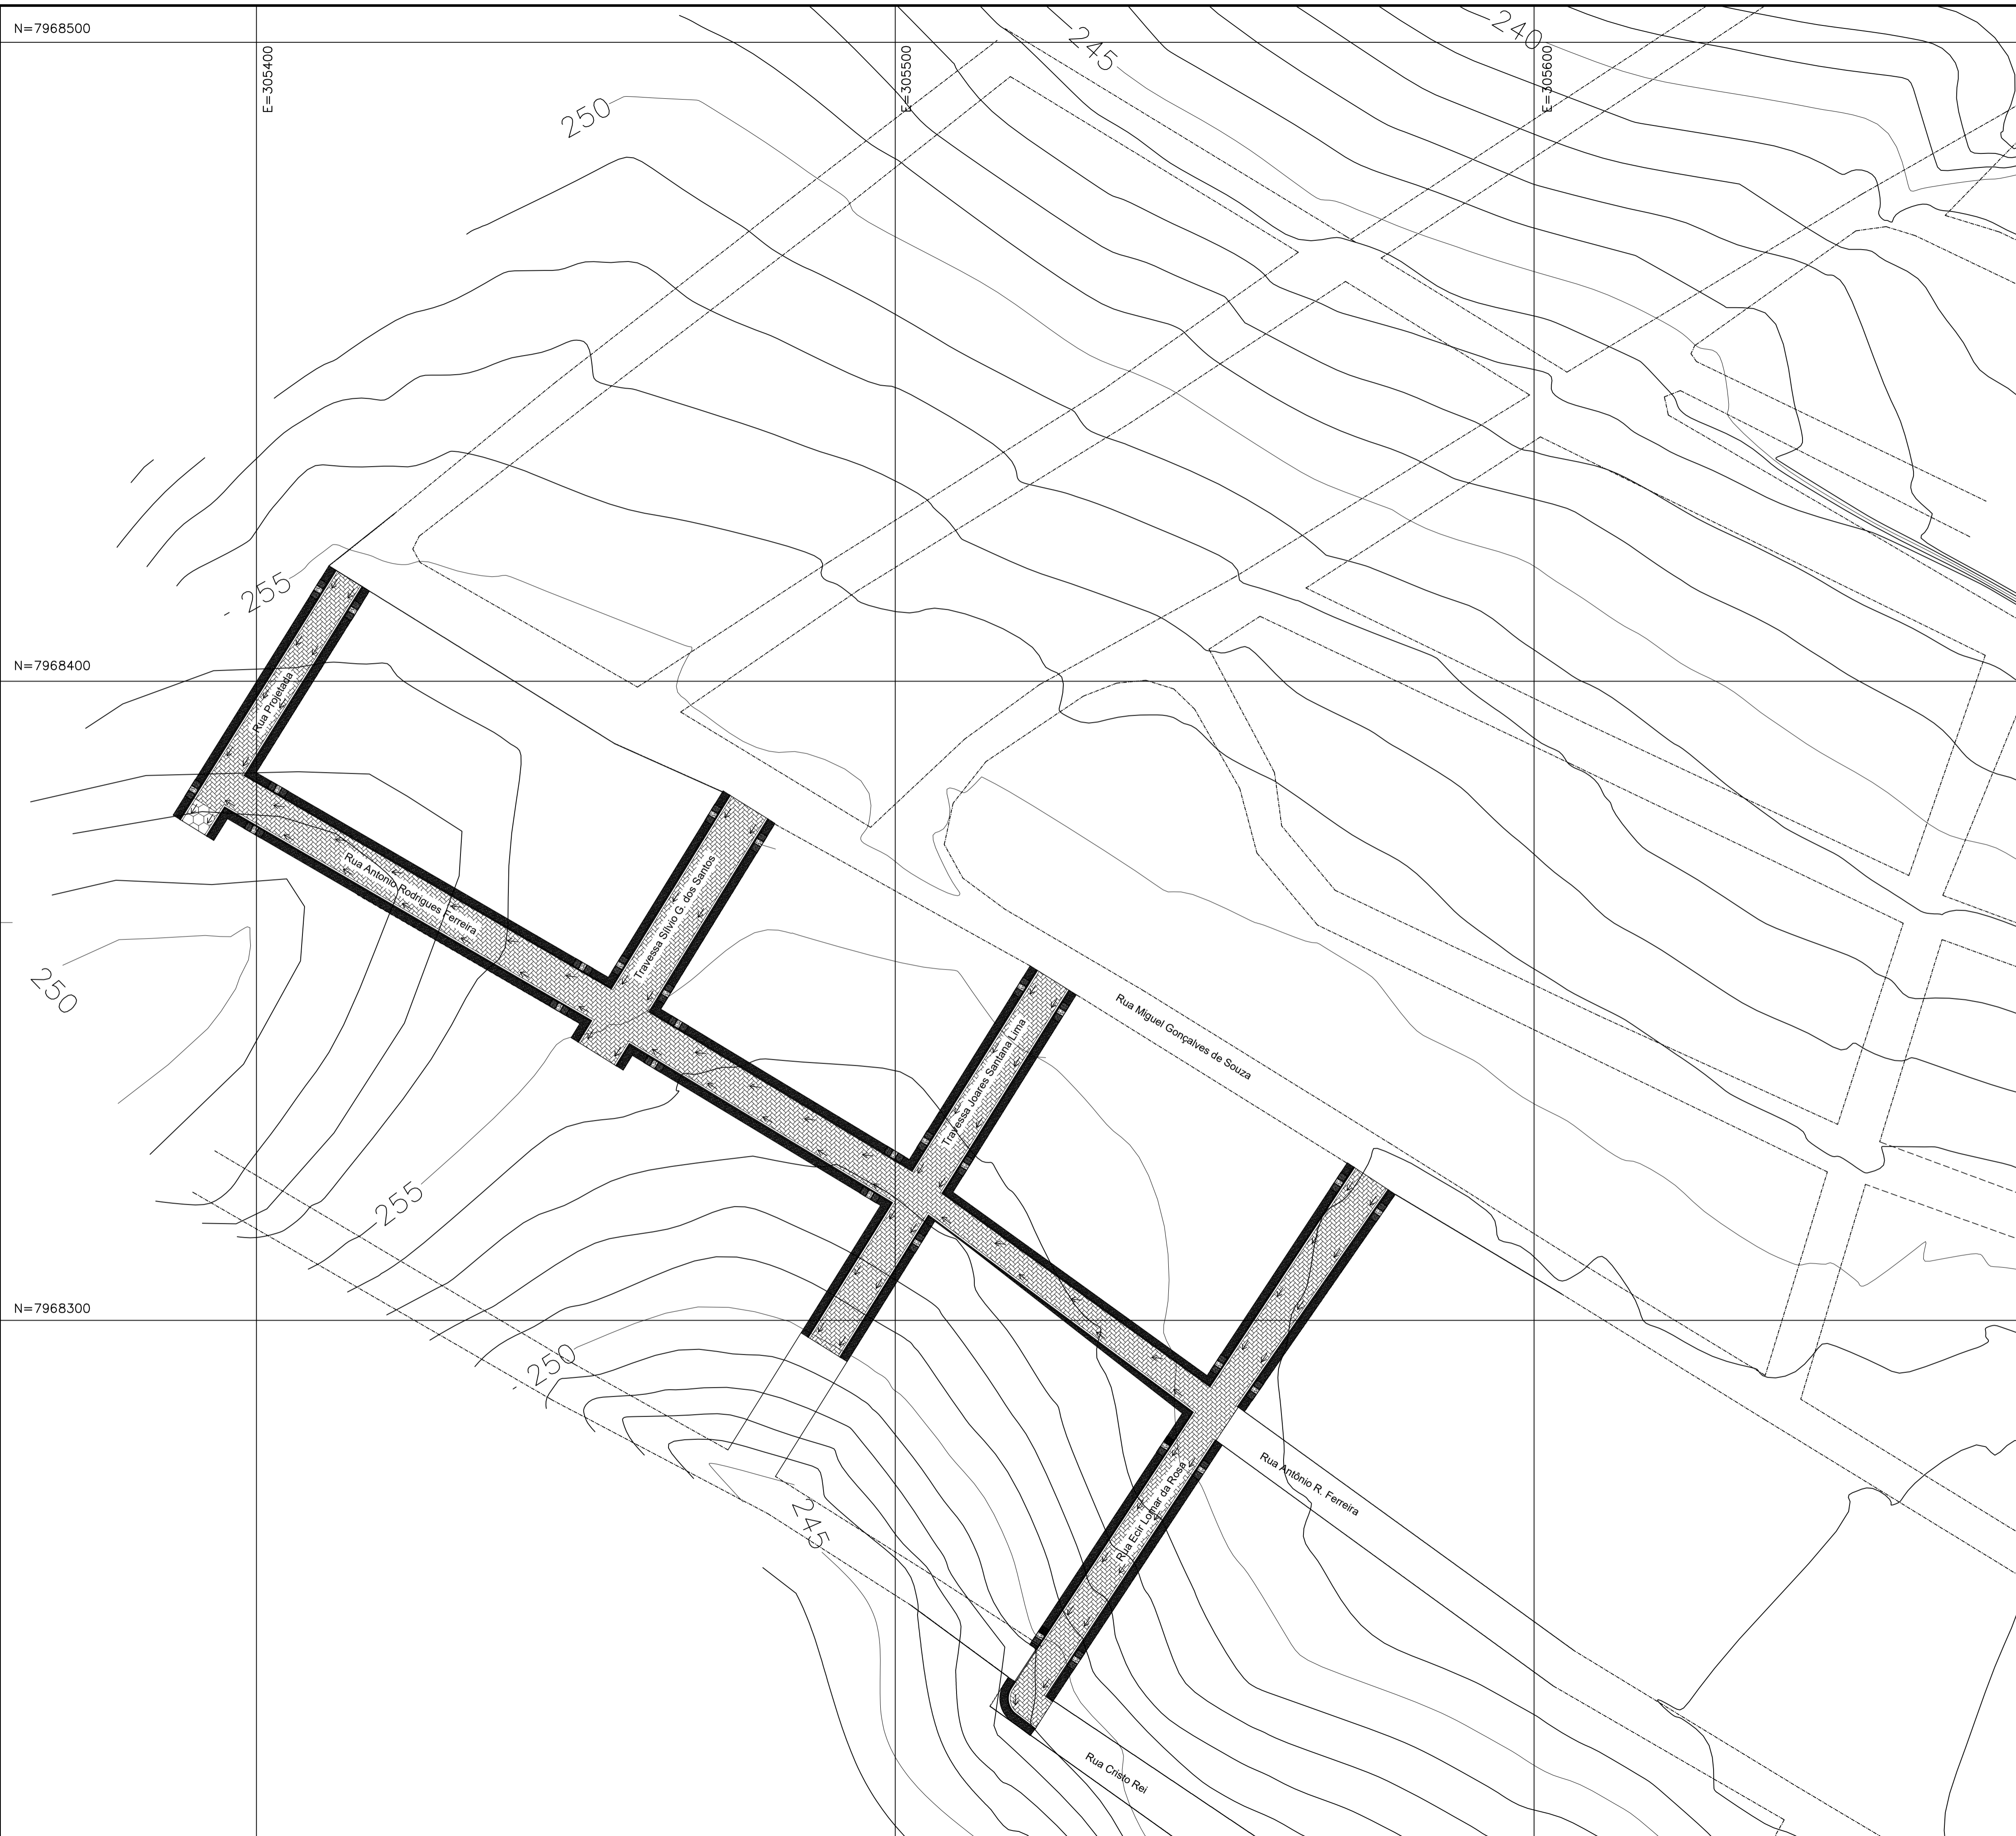 N=7968500
E=305400
E=305500
E=305600
245
240
250
255
N=7968400
Rua Projetada
Rua Antonio Rodrigues Ferreira
Travessa Silvio G. dos Santos
250
Travessa Joares Santana Lima
Rua Miguel Gonçalves de Souza
255
N=7968300
250
Rua Ecir Lomar da Rosa
Rua Antônio R. Ferreira
245
Rua Cristo Rei